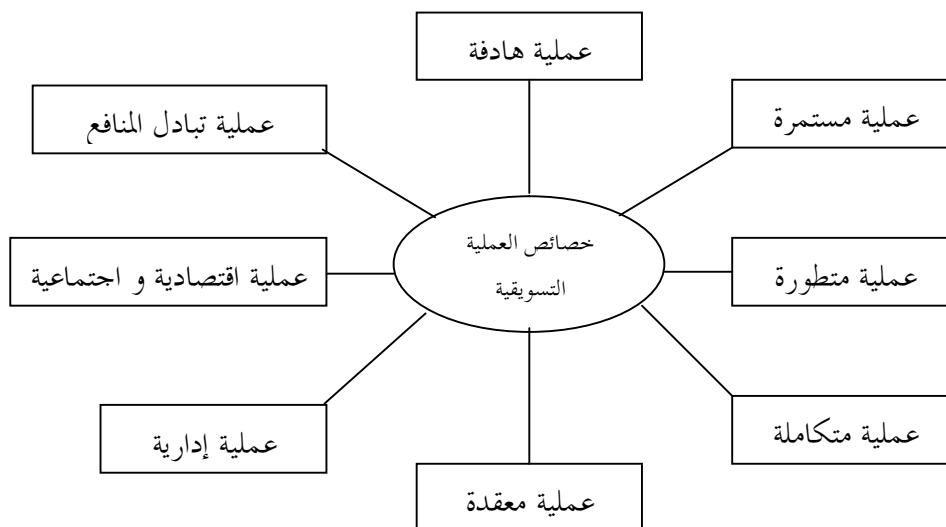 عملية هادفة
عملية مستمرة
عملية تبادل المنافع
خصائص العملية
التسويقية
عملية متطورة
عملية اقتصادية و اجتماعية
عملية متكاملة
عملية إدارية
عملية معقدة